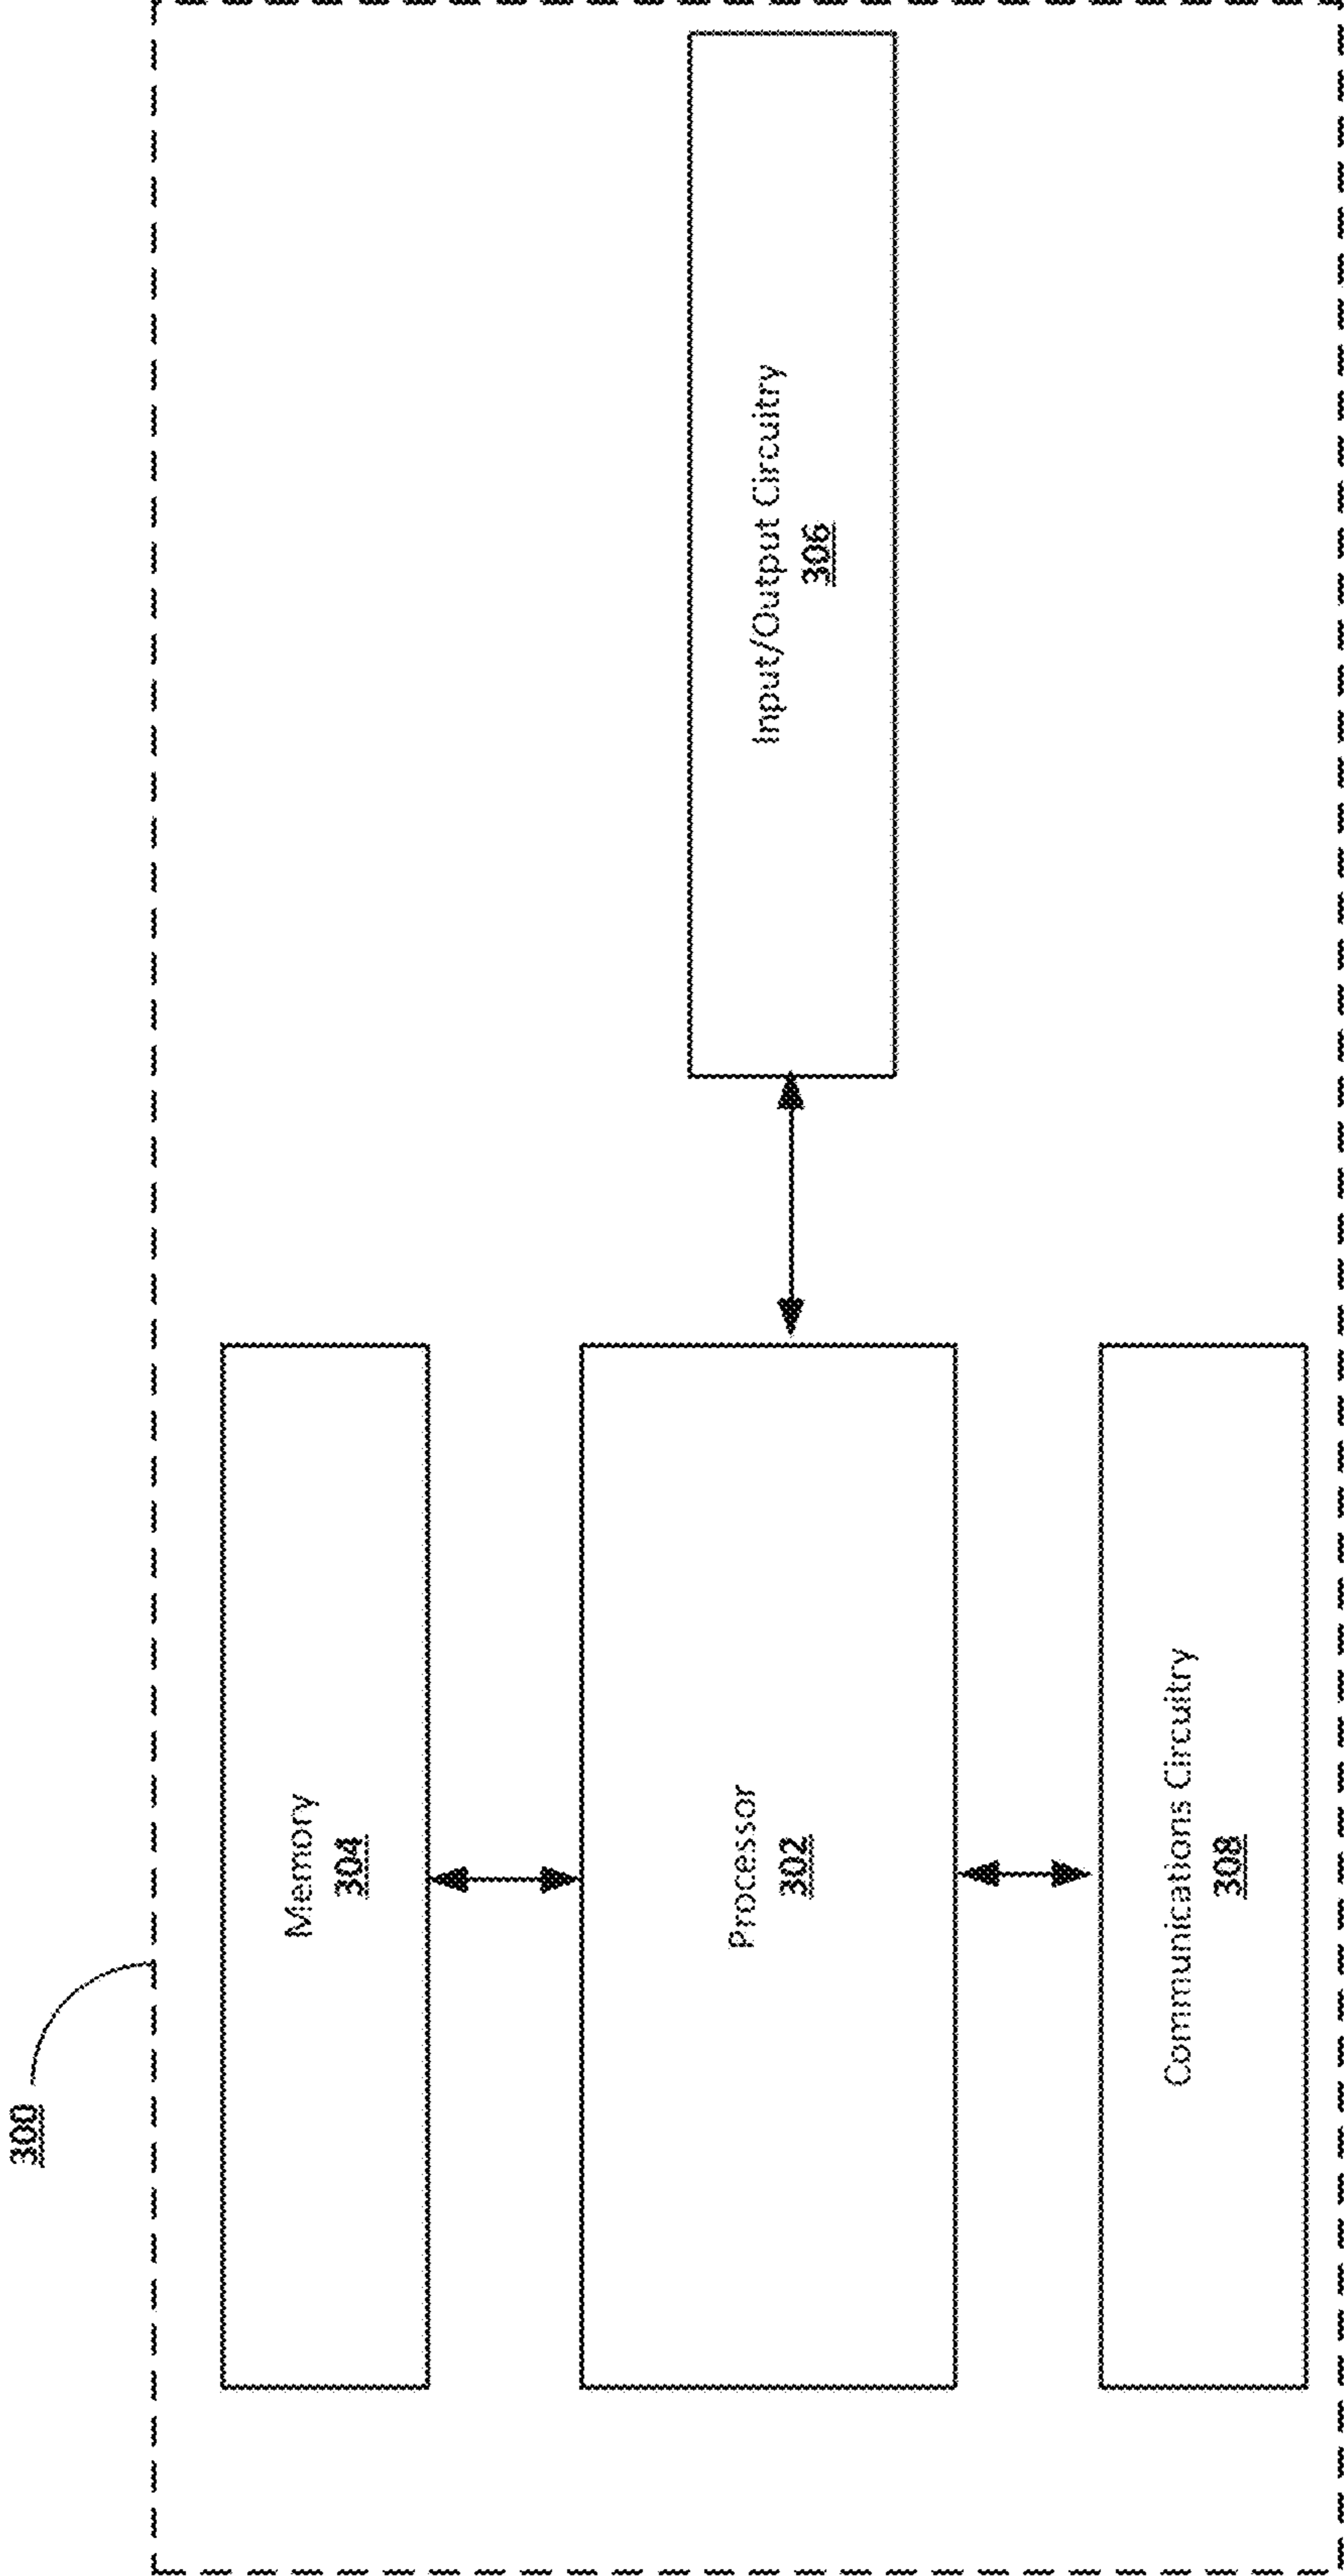 300
Memory
304
Processor
302
Input/Output Circuitry
306
Communications Circuitry
308